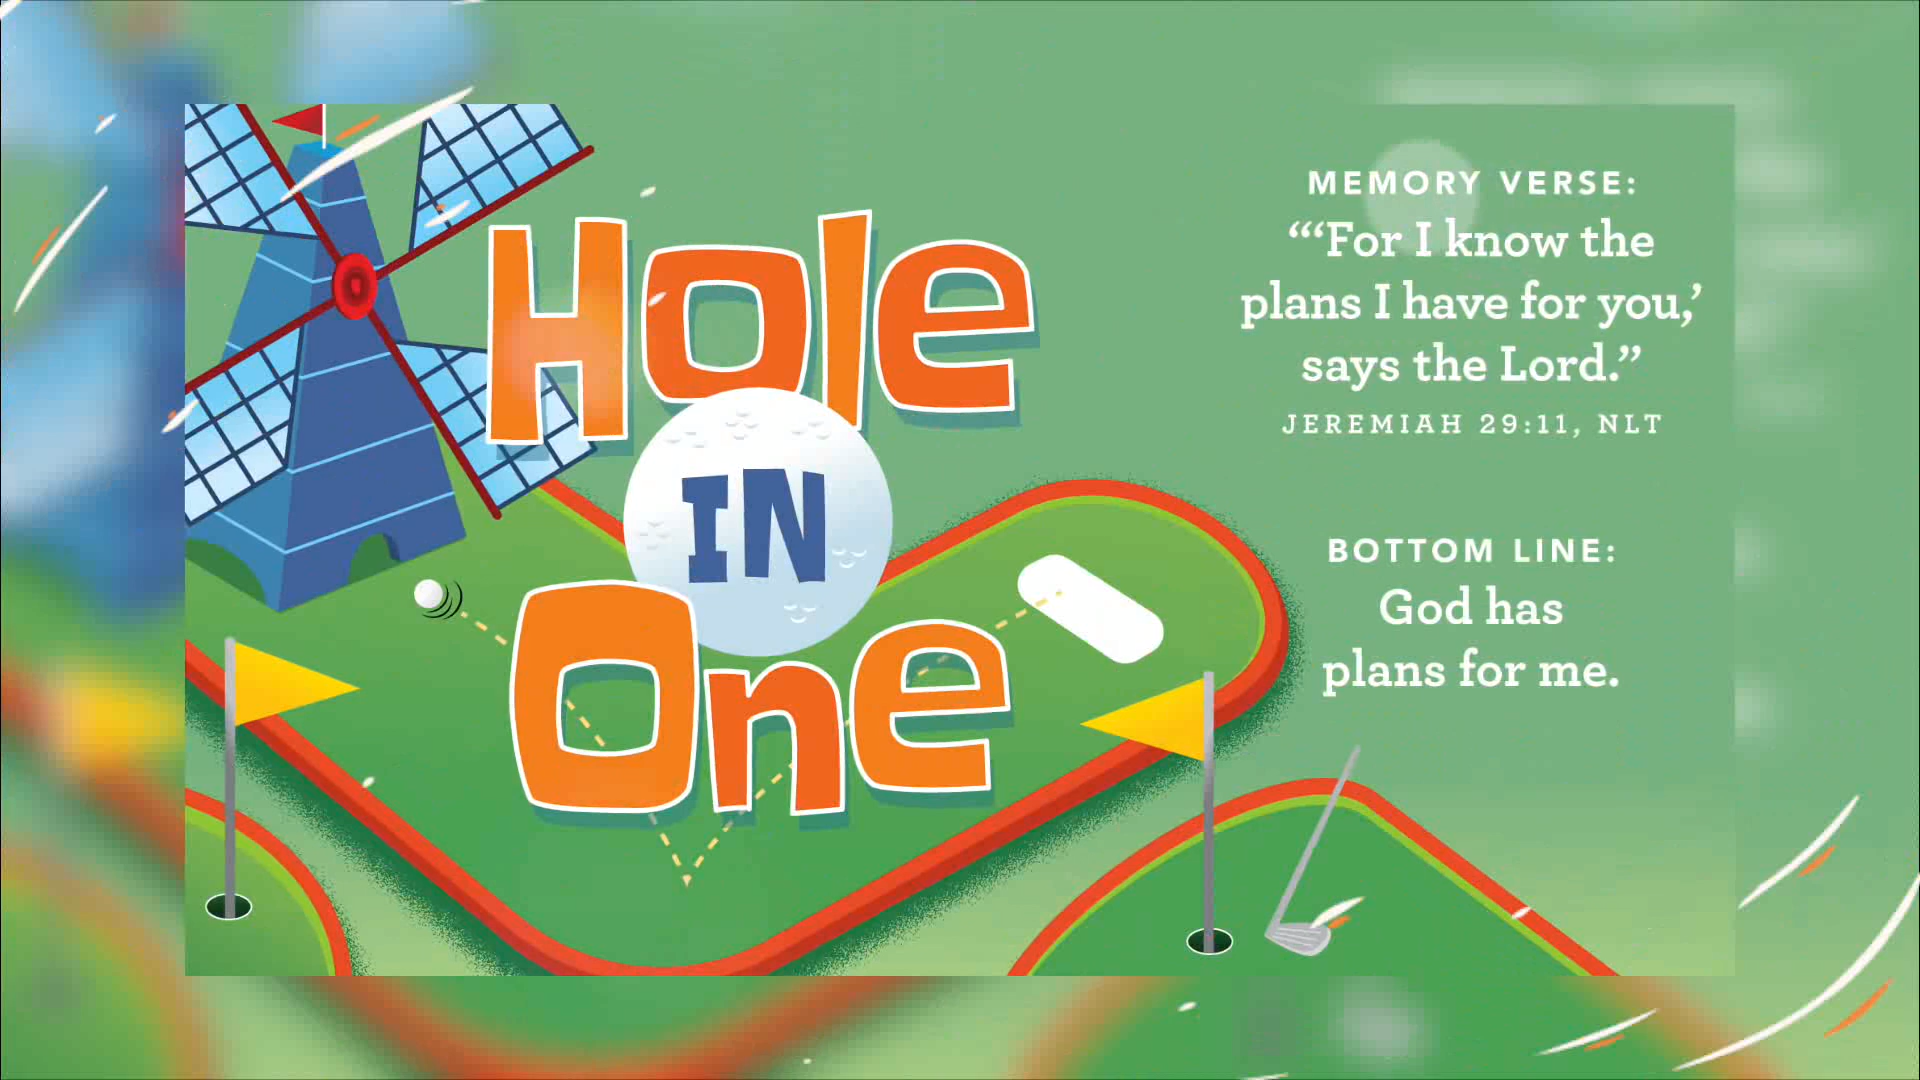 Hole
IN
One
MEMORY VERSE:
“‘For I know the
plans I have for you,’
says the Lord.”
JEREMIAH 29:11, NLT
BOTTOM LINE:
God has
plans for me.